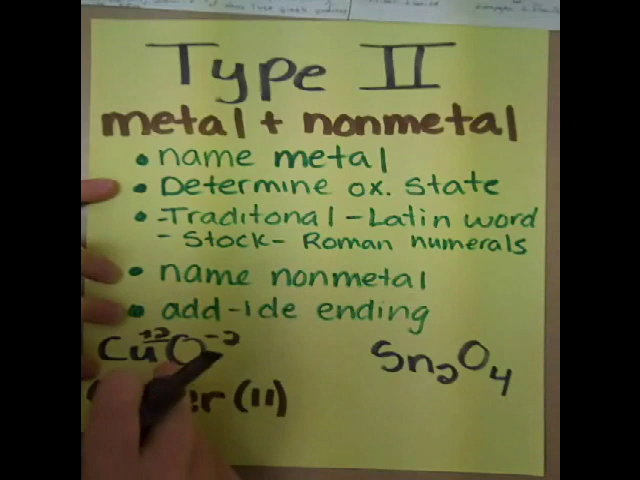 Type II
metal + nonmetal
• name metal
• Determine ox. state
• -Traditonal - Latin word
- Stock - Roman numerals
• name nonmetal
• add -ide ending
Cu+2O-2
Sn2O4
(II)